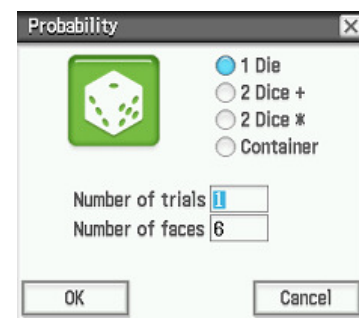 Probability
1 Die
2 Dice +
2 Dice *
Container
Number of trials 1
Number of faces 6
OK Cancel